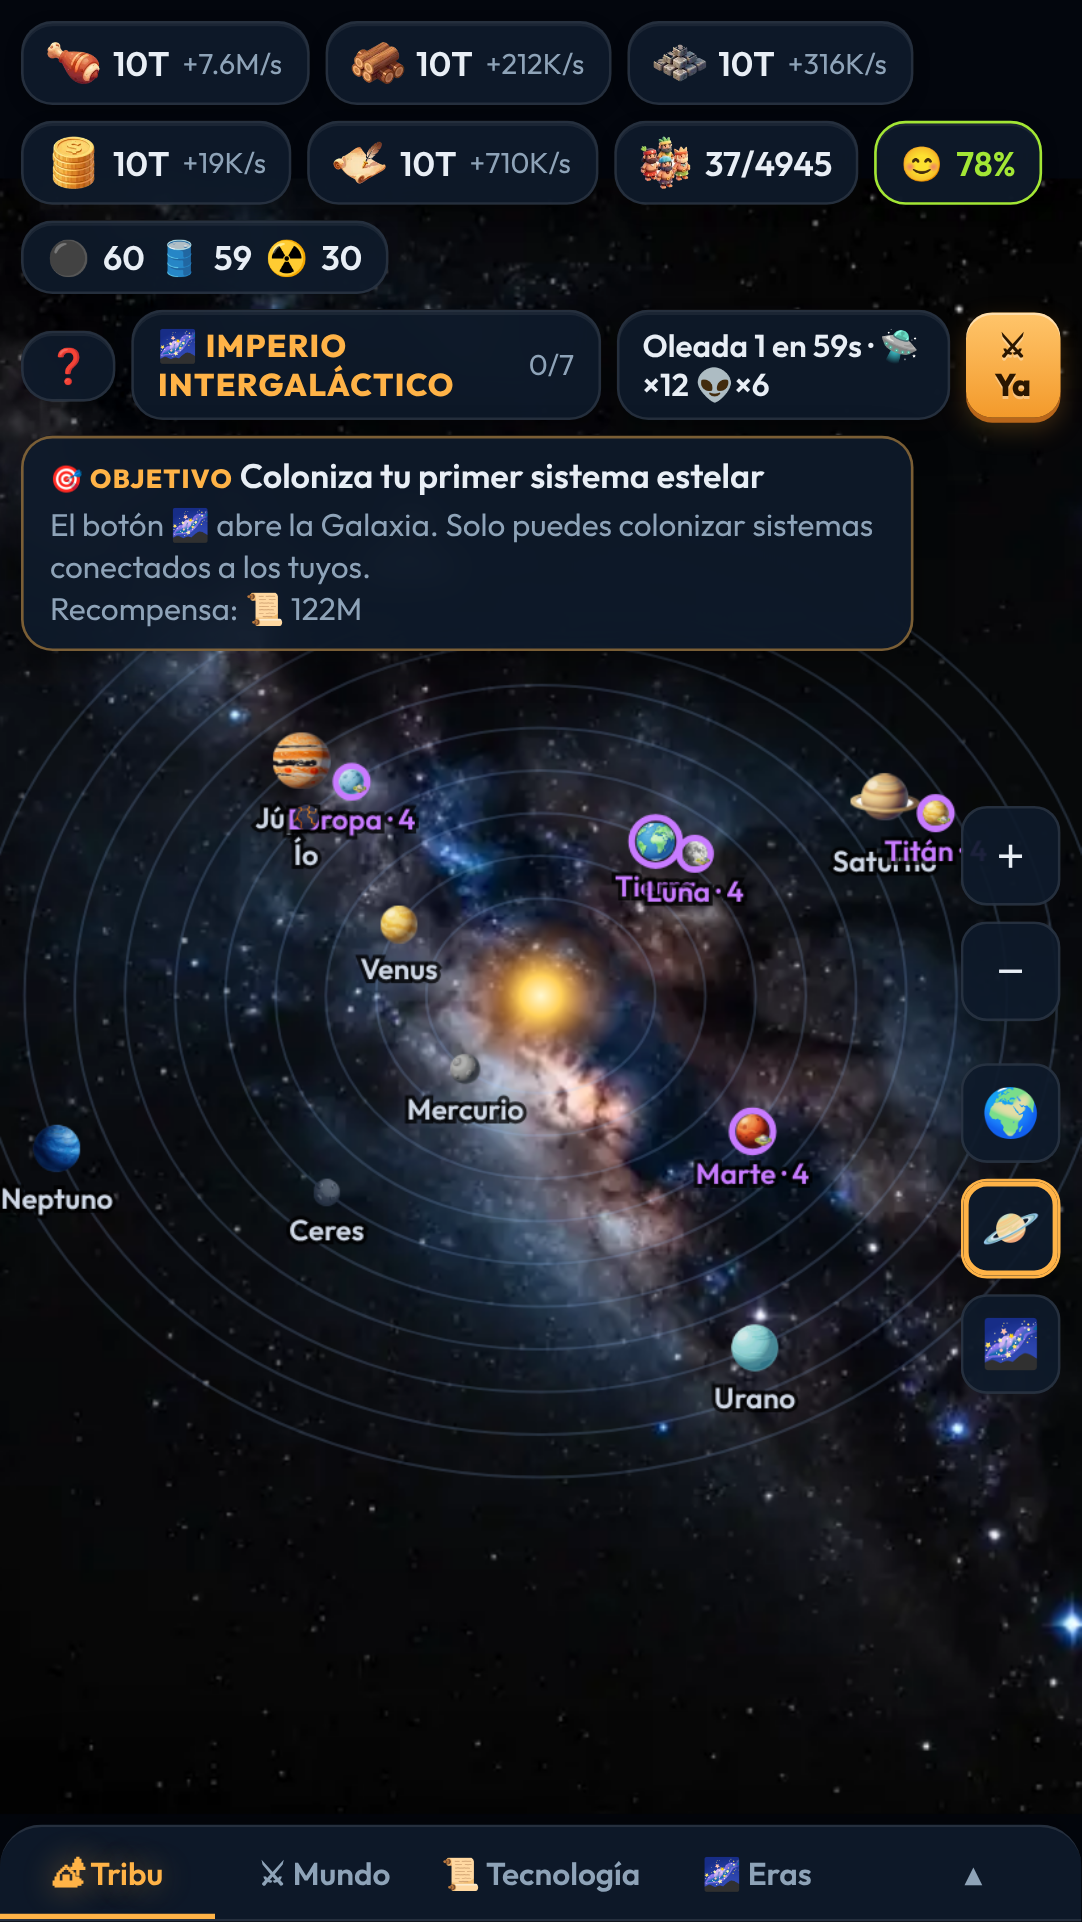 10T +7.6M/s
10T +212K/s
10T +316K/s
10T +19K/s
10T +710K/s
37/4945
78%
60 59 30
IMPERIO
INTERGALÁCTICO
0/7
Oleada 1 en 59s·
×12 ×6
Ya
OBJETIVO Coloniza tu primer sistema estelar
El botón abre la Galaxia. Solo puedes colonizar sistemas
conectados a los tuyos.
Recompensa: 122M
Europa·4
Ío
Saturno
Titán·4
Luna·4
Venus
Mercurio
Marte·4
Neptuno
Ceres
Urano
+
−
Tribu
Mundo
Tecnología
Eras